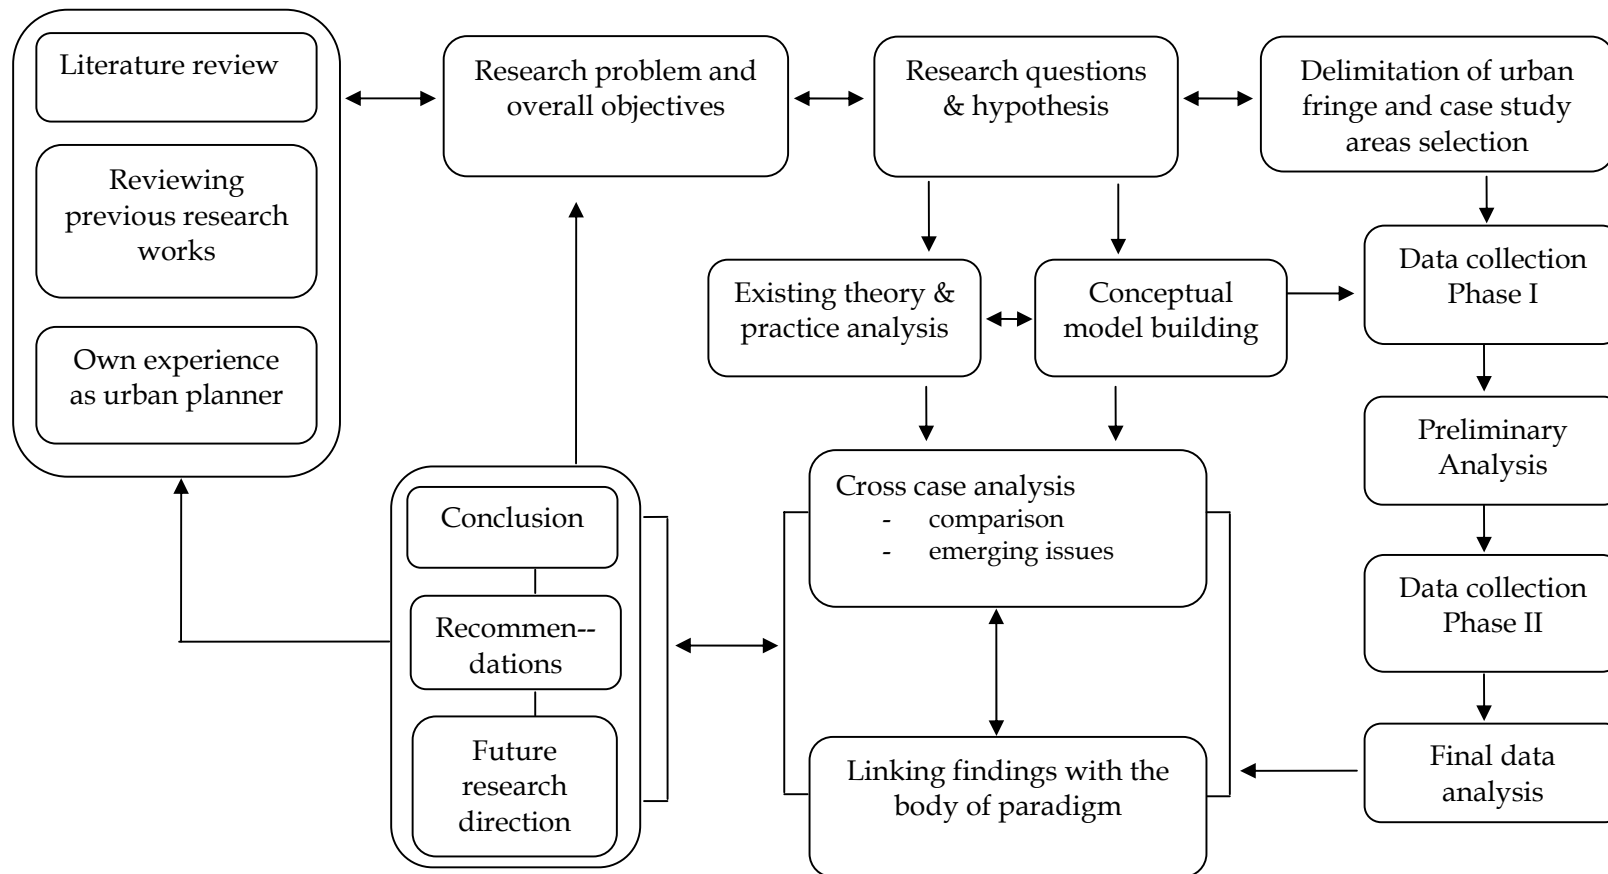 Literature review
Reviewing
previous research
works
Own experience
as urban planner
Research problem and
overall objectives
Research questions
& hypothesis
Delimitation of urban
fringe and case study
areas selection
Existing theory &
practice analysis
Conceptual
model building
Data collection
Phase I
Preliminary
Analysis
Data collection
Phase II
Final data
analysis
Cross case analysis
- comparison
- emerging issues
Linking findings with the
body of paradigm
Conclusion
Recommen--
dations
Future
research
direction